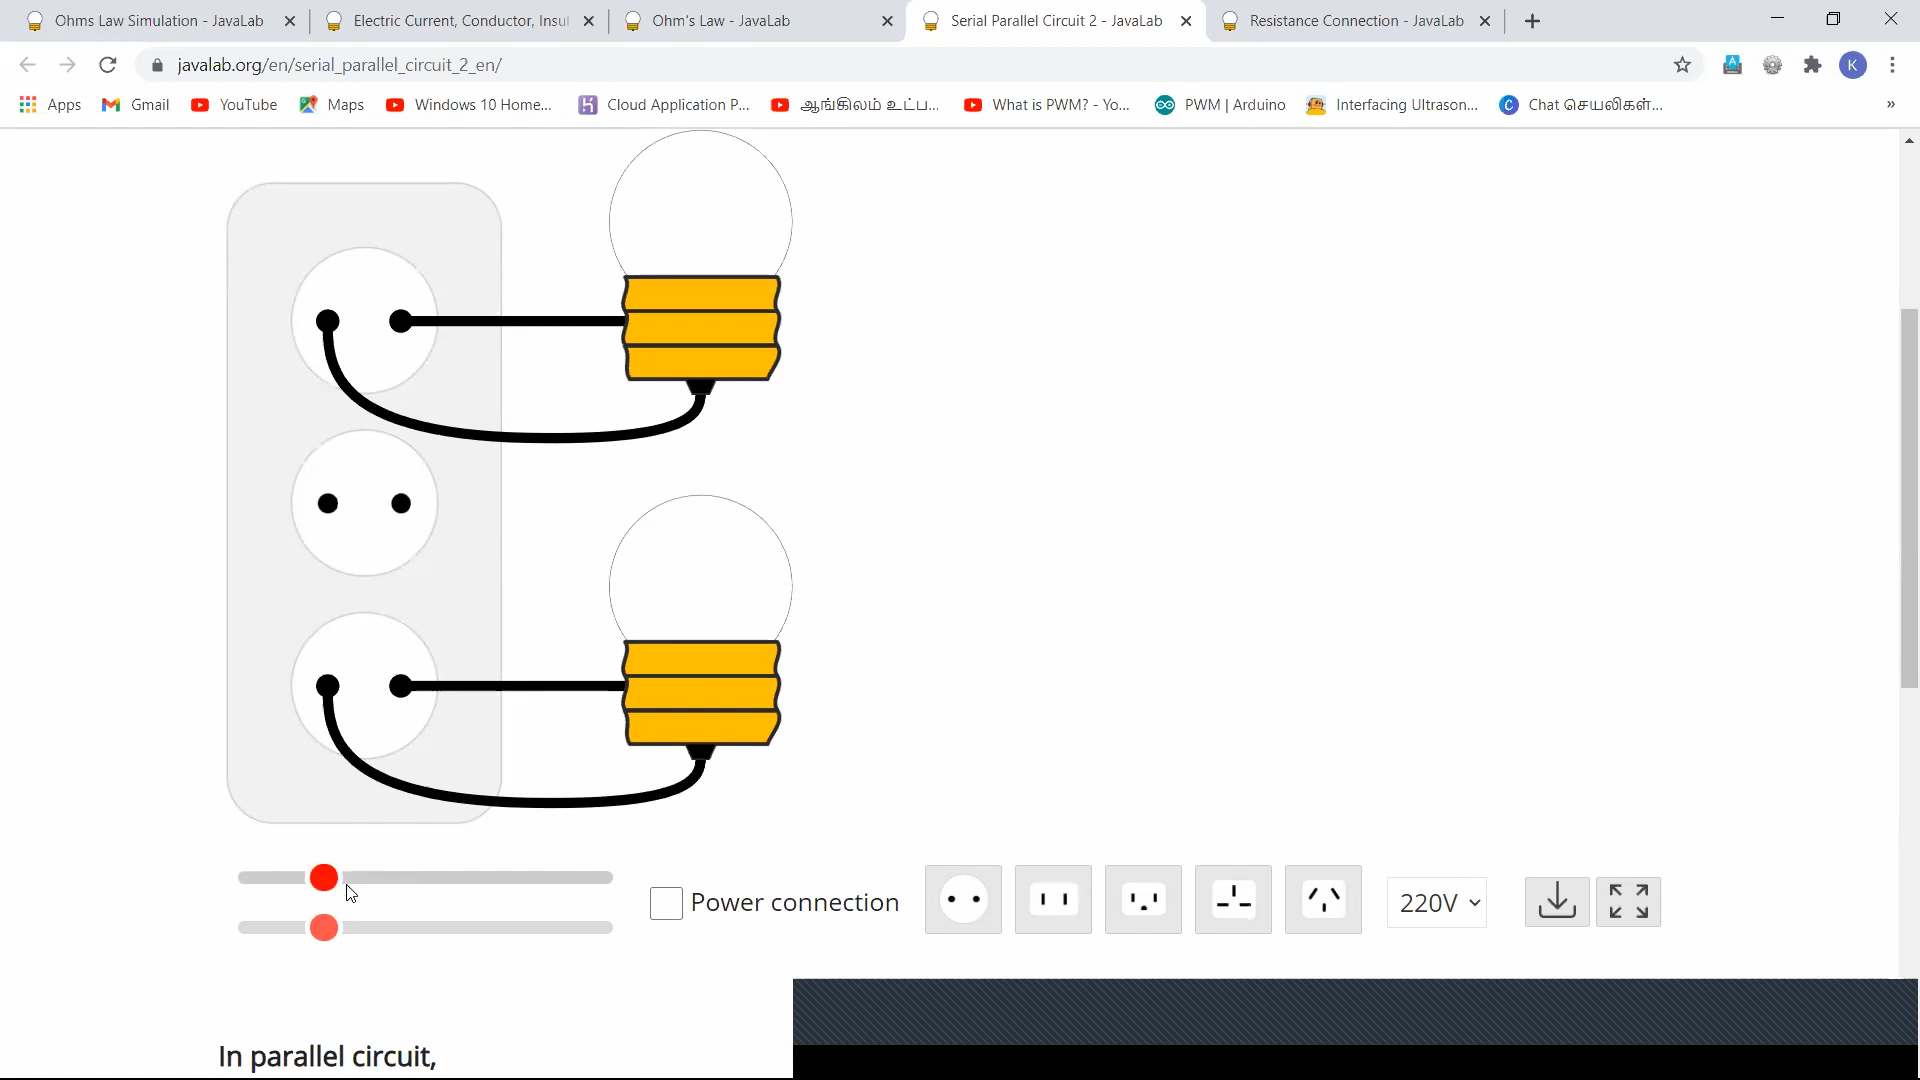 Ohms Law Simulation - JavaLab
Electric Current, Conductor, Insul
Ohm's Law - JavaLab
Serial Parallel Circuit 2 - JavaLab
Resistance Connection - JavaLab
javalab.org/en/serial_parallel_circuit_2_en/
K
Apps
Gmail
YouTube
Maps
Windows 10 Home...
Cloud Application P...
ஆங்கிலம் உட்ப...
What is PWM? - Yo...
PWM | Arduino
Interfacing Ultrason...
Chat செயலிகள்...
»
Power connection
220V
In parallel circuit,